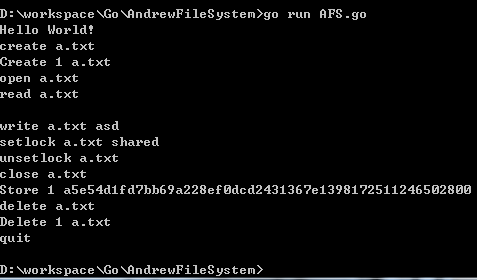 D:\workspace\Go\AndrewFileSystem>go run AFS.go
Hello World!
create a.txt
Create 1 a.txt
open a.txt
read a.txt
write a.txt asd
setlock a.txt shared
unsetlock a.txt
close a.txt
Store 1 a5e54d1fd7bb69a228ef0dcd2431367e1398172511246502800
delete a.txt
Delete 1 a.txt
quit
D:\workspace\Go\AndrewFileSystem>